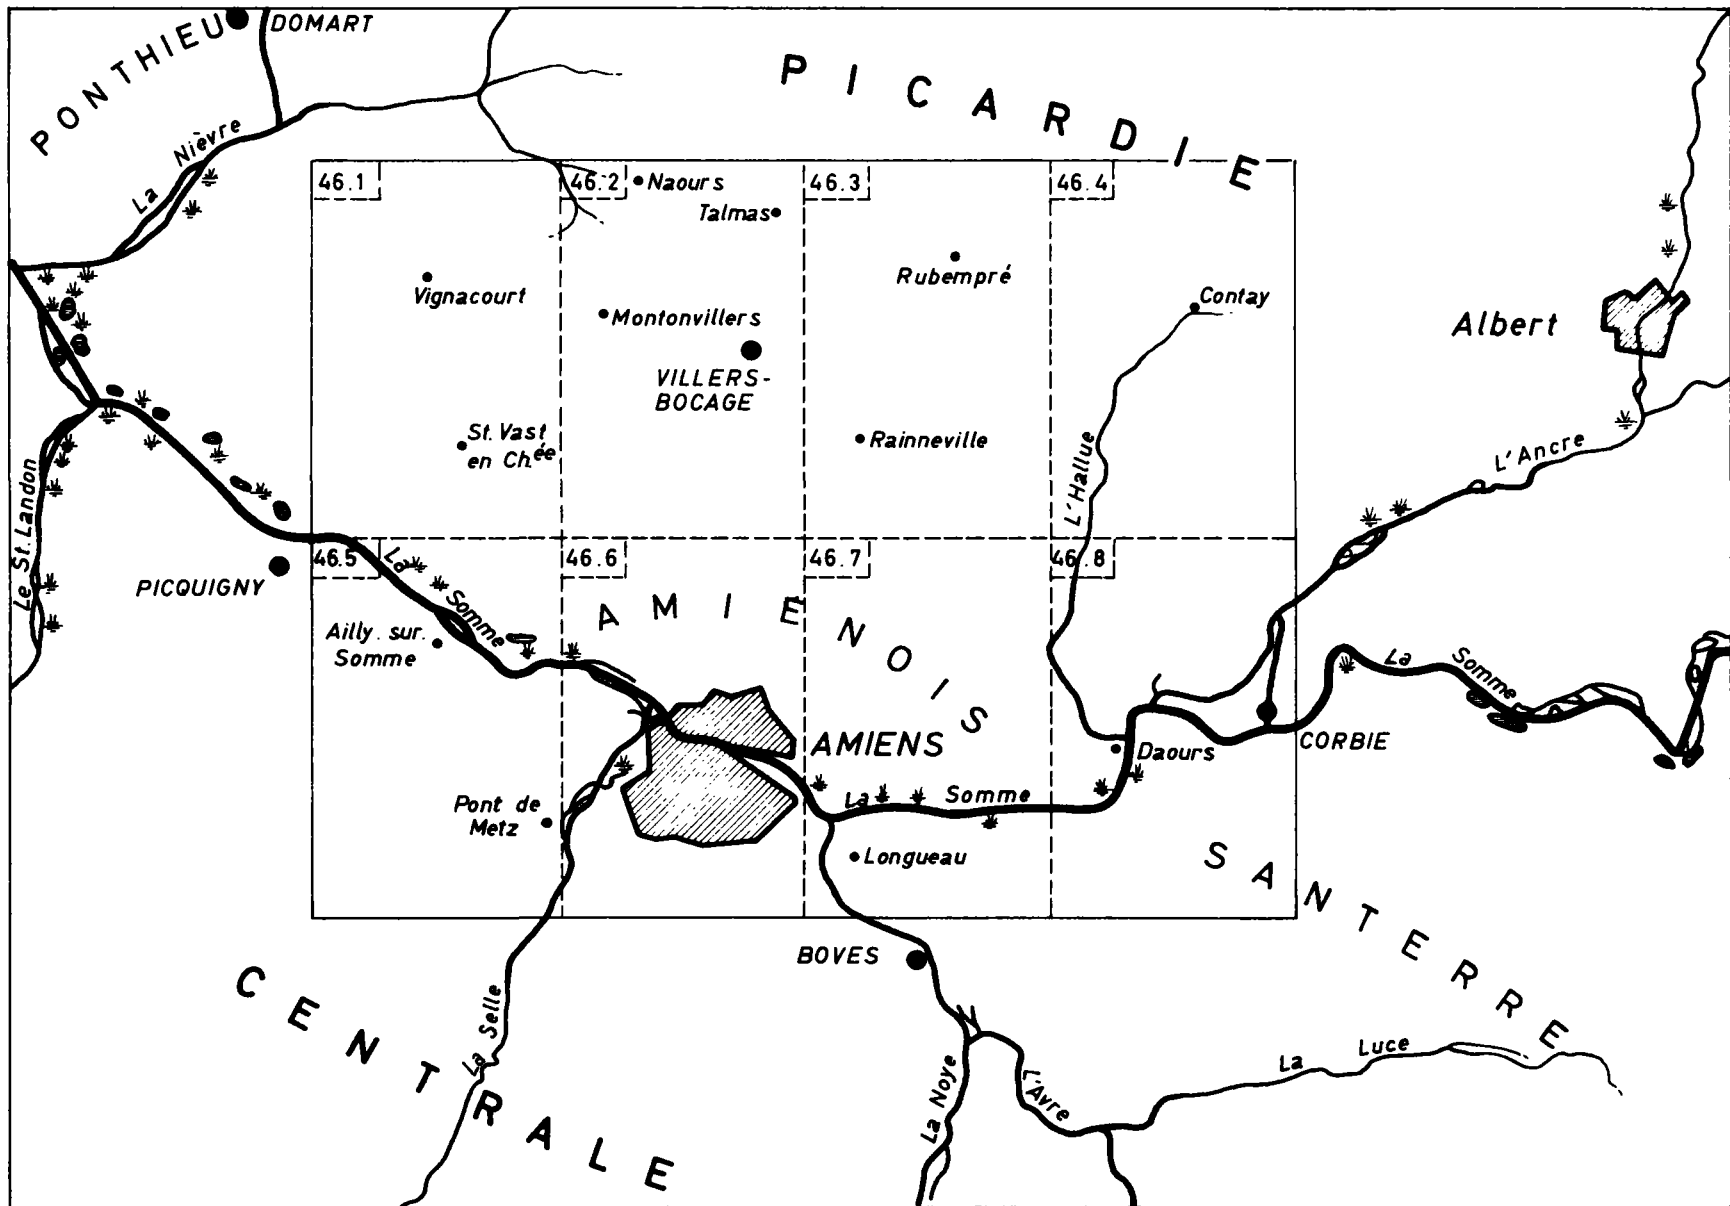 DOMART
PONTHIEU
PICARDIE
La Nièvre
46.1
46.2
Naours
46.3
46.4
Talmas
Rubempré
Vignacourt
Contay
Montonvillers
Albert
VILLERS-
BOCAGE
St. Vast
en Ch.ée
Rainneville
L'Hallue
L'Ancre
Le St. Landon
46.5
46.6
46.7
46.8
PICQUIGNY
La Somme
AMIENOIS
Ailly. sur.
Somme
La Somme
AMIENS
Daours
CORBIE
La Somme
Pont de
Metz
Longueau
SANTERRE
BOVES
CENTRALE
La Selle
La Noye
L'Avre
La Luce